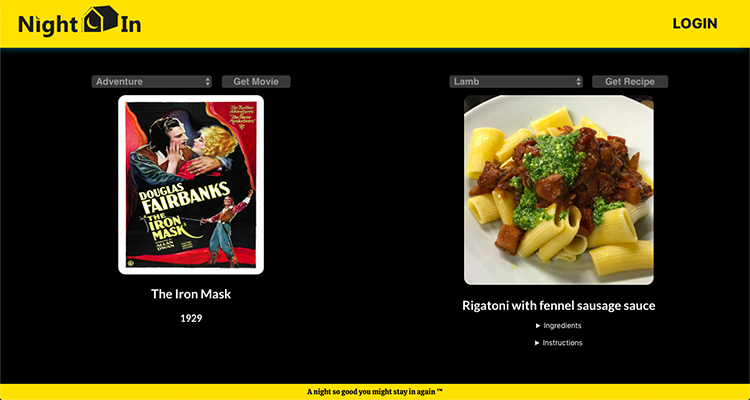 Night In
LOGIN
Adventure
Get Movie
Lamb
Get Recipe
The Further
Adventures
of
"The Three
Musketeers"
DOUGLAS
FAIRBANKS
THE
IRON
MASK
ALLAN
DWAN
The Iron Mask
1929
Rigatoni with fennel sausage sauce
► Ingredients
► Instructions
A night so good you might stay in again ™